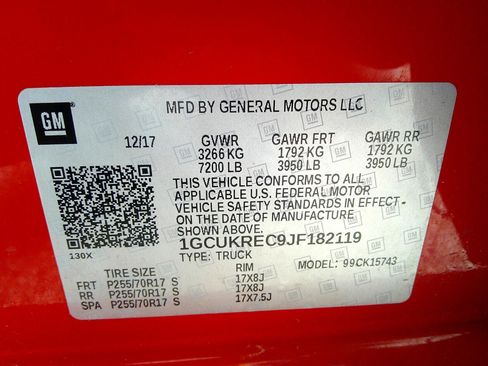 GM
MFD BY GENERAL MOTORS LLC
12/17 GVWR GAWR FRT GAWR RR
3266 KG 1792 KG 1792 KG
7200 LB 3950 LB 3950 LB
THIS VEHICLE CONFORMS TO ALL
APPLICABLE U.S. FEDERAL MOTOR
VEHICLE SAFETY STANDARDS IN EFFECT
ON THE DATE OF MANUFACTURE
SHOWN ABOVE.
1GCUKREC9JF182119
130X TYPE: TRUCK MODEL: 99CK15743
TIRE SIZE RIM
FRT P255/70R17 S 17X8J
RR P255/70R17 S 17X8J
SPA P255/70R17 S 17X7.5J